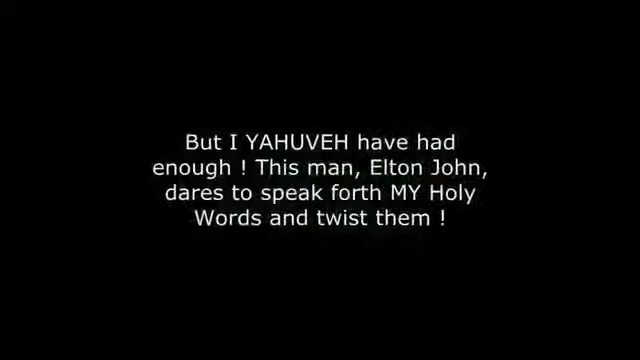 But I YAHUVEH have had
enough ! This man, Elton John,
dares to speak forth MY Holy
Words and twist them !